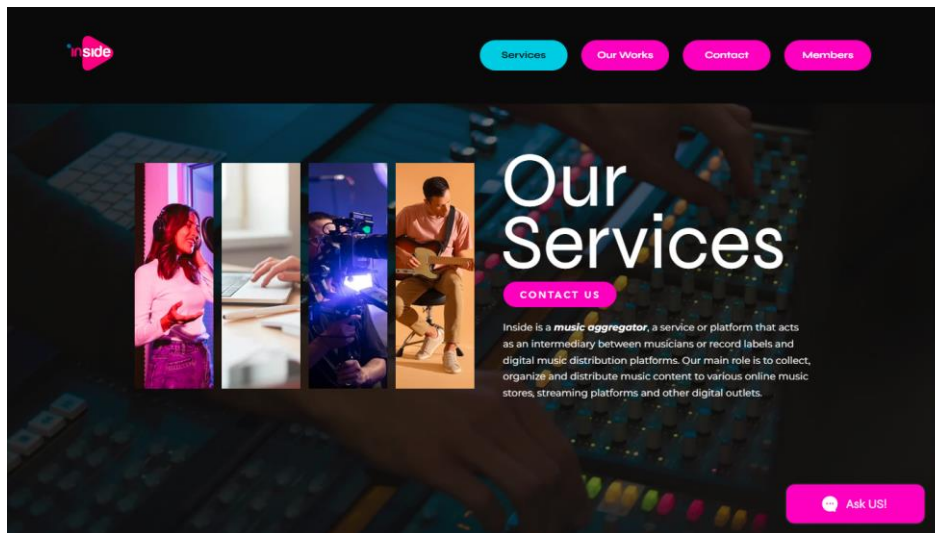 inside
Services
Our Works
Contact
Members
Our
Services
CONTACT US
Inside is a music aggregator, a service or platform that acts
as an intermediary between musicians or record labels and
digital music distribution platforms. Our main role is to collect,
organize and distribute music content to various online music
stores, streaming platforms and other digital outlets.
Ask US!